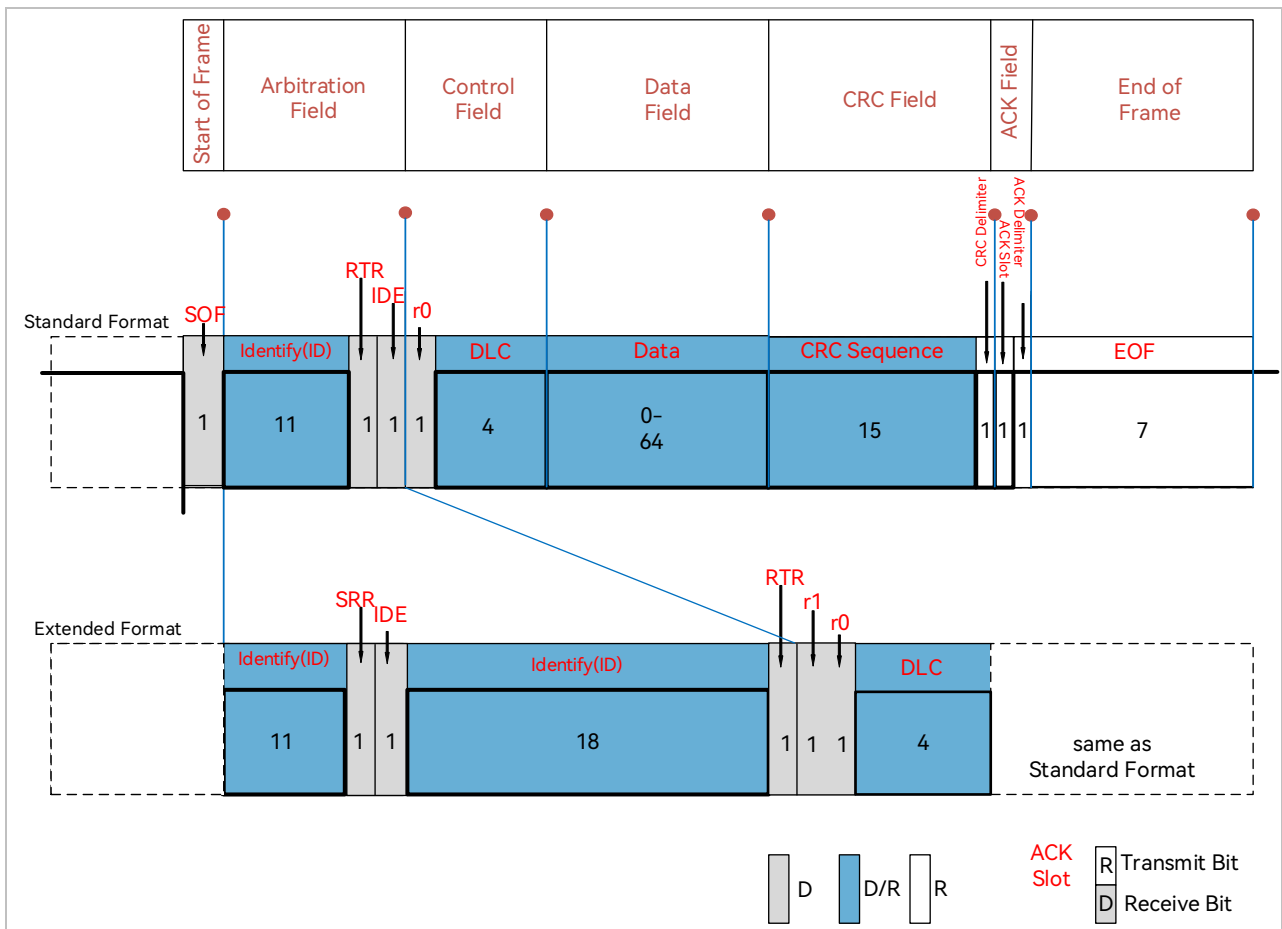 Start of Frame
Arbitration
Field
Control
Field
Data
Field
CRC Field
ACK Field
End of
Frame
CRC Delimiter
ACK Slot
ACK Delimiter
RTR
IDE
r0
SOF
Standard Format
Identify(ID)
DLC
Data
CRC Sequence
EOF
1
11
1
1
1
4
0-
64
15
1
1
1
7
RTR
r1
r0
SRR
IDE
Extended Format
Identify(ID)
Identify(ID)
DLC
11
1
1
18
1
1
1
4
same as
Standard Format
D
D/R
R
ACK
Slot
R Transmit Bit
D Receive Bit